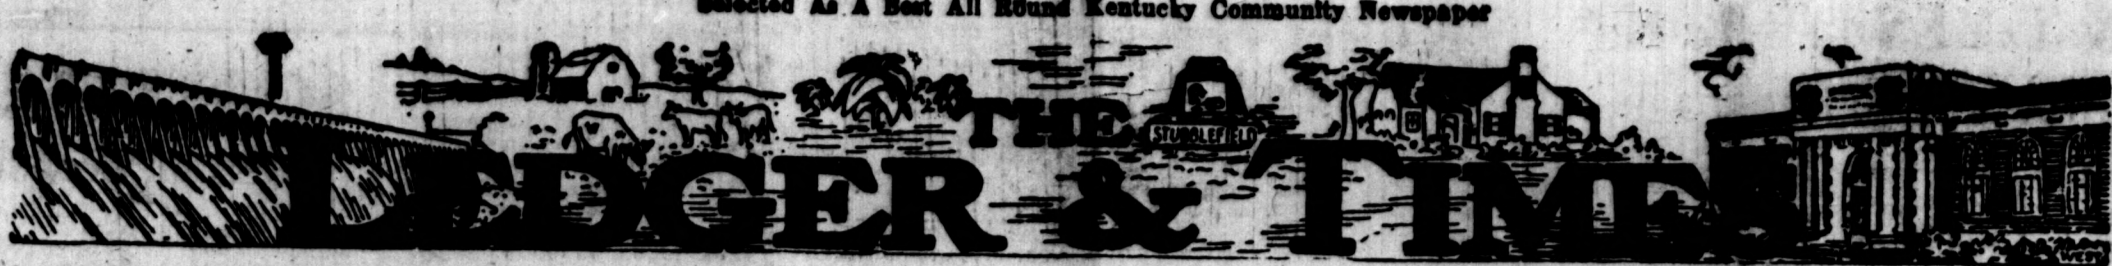 Selected As A Best All Round Kentucky Community Newspaper
THE
STUBBLEFIELD
LEDGER & TIMES